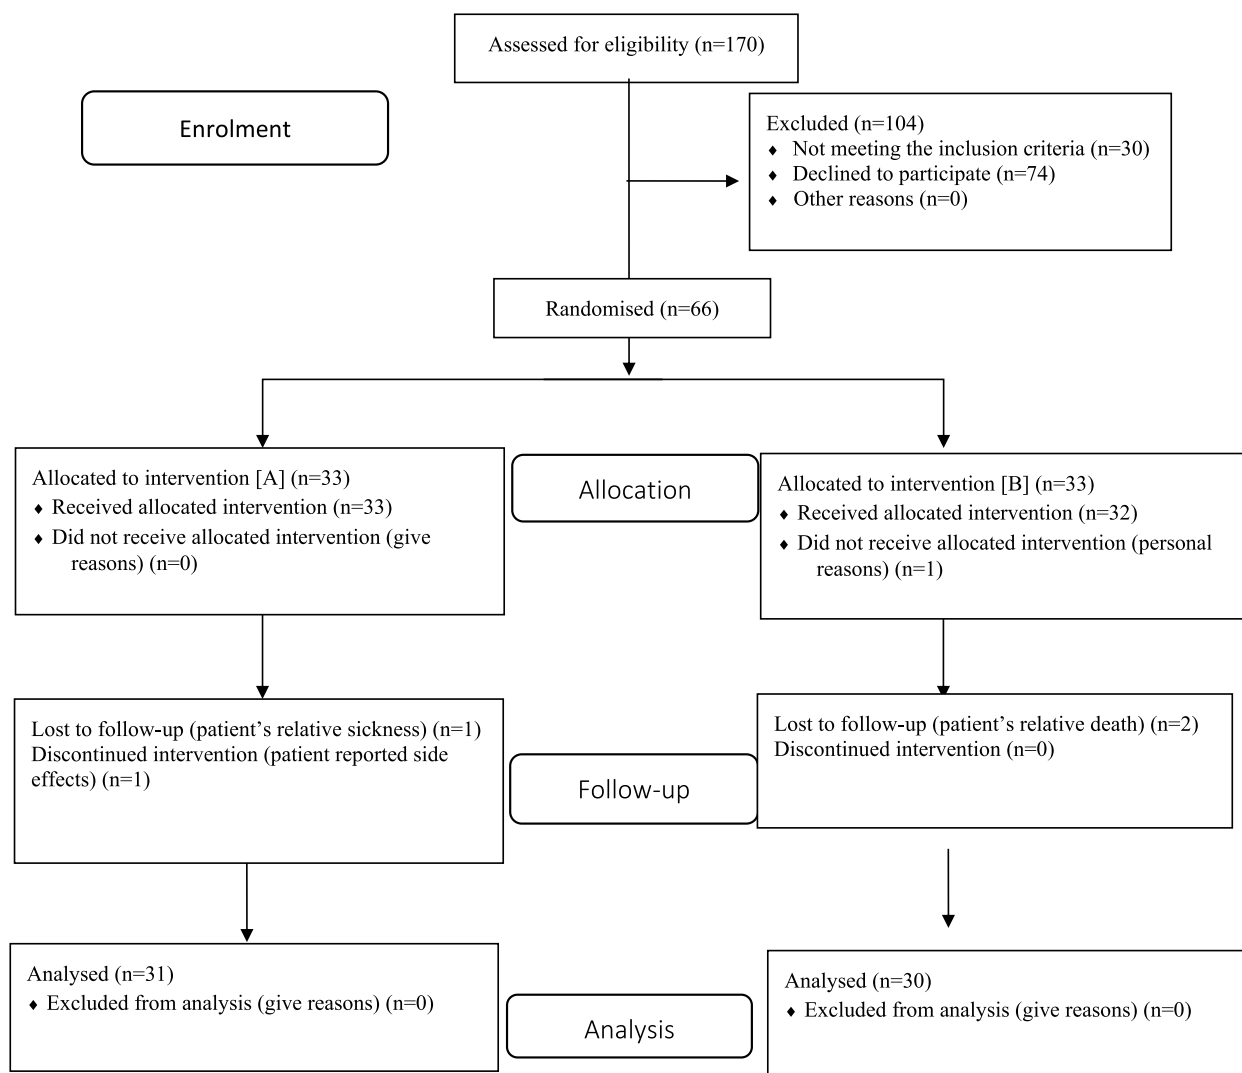 Assessed for eligibility (n=170)
Enrolment
Excluded (n=104)
♦ Not meeting the inclusion criteria (n=30)
♦ Declined to participate (n=74)
♦ Other reasons (n=0)
Randomised (n=66)
Allocated to intervention [A] (n=33)
♦ Received allocated intervention (n=33)
♦ Did not receive allocated intervention (give
reasons) (n=0)
Allocation
Allocated to intervention [B] (n=33)
♦ Received allocated intervention (n=32)
♦ Did not receive allocated intervention (personal
reasons) (n=1)
Lost to follow-up (patient’s relative sickness) (n=1)
Discontinued intervention (patient reported side
effects) (n=1)
Follow-up
Lost to follow-up (patient’s relative death) (n=2)
Discontinued intervention (n=0)
Analysed (n=31)
♦ Excluded from analysis (give reasons) (n=0)
Analysis
Analysed (n=30)
♦ Excluded from analysis (give reasons) (n=0)